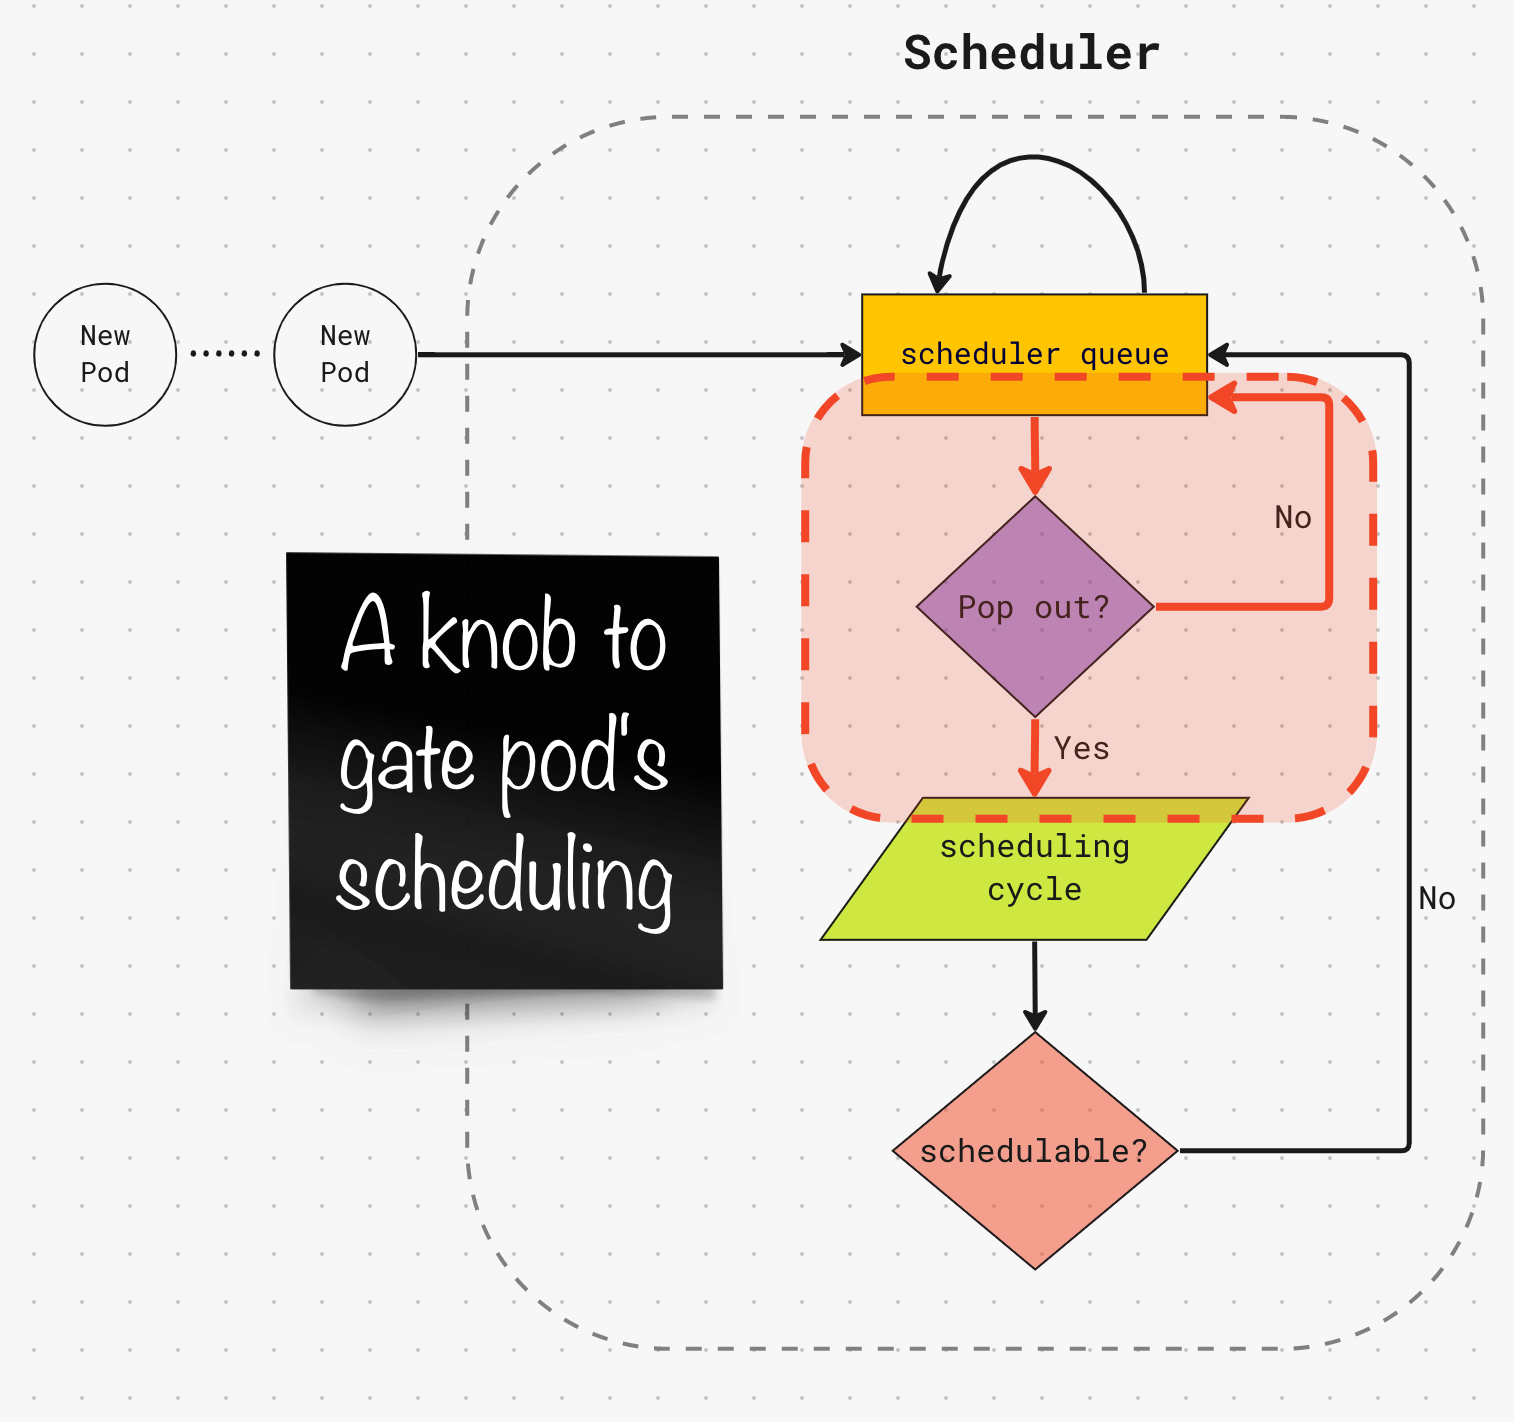 Scheduler
New
Pod
New
Pod
scheduler queue
No
Pop out?
Yes
A knob to
gate pod's
scheduling
scheduling
cycle
No
schedulable?